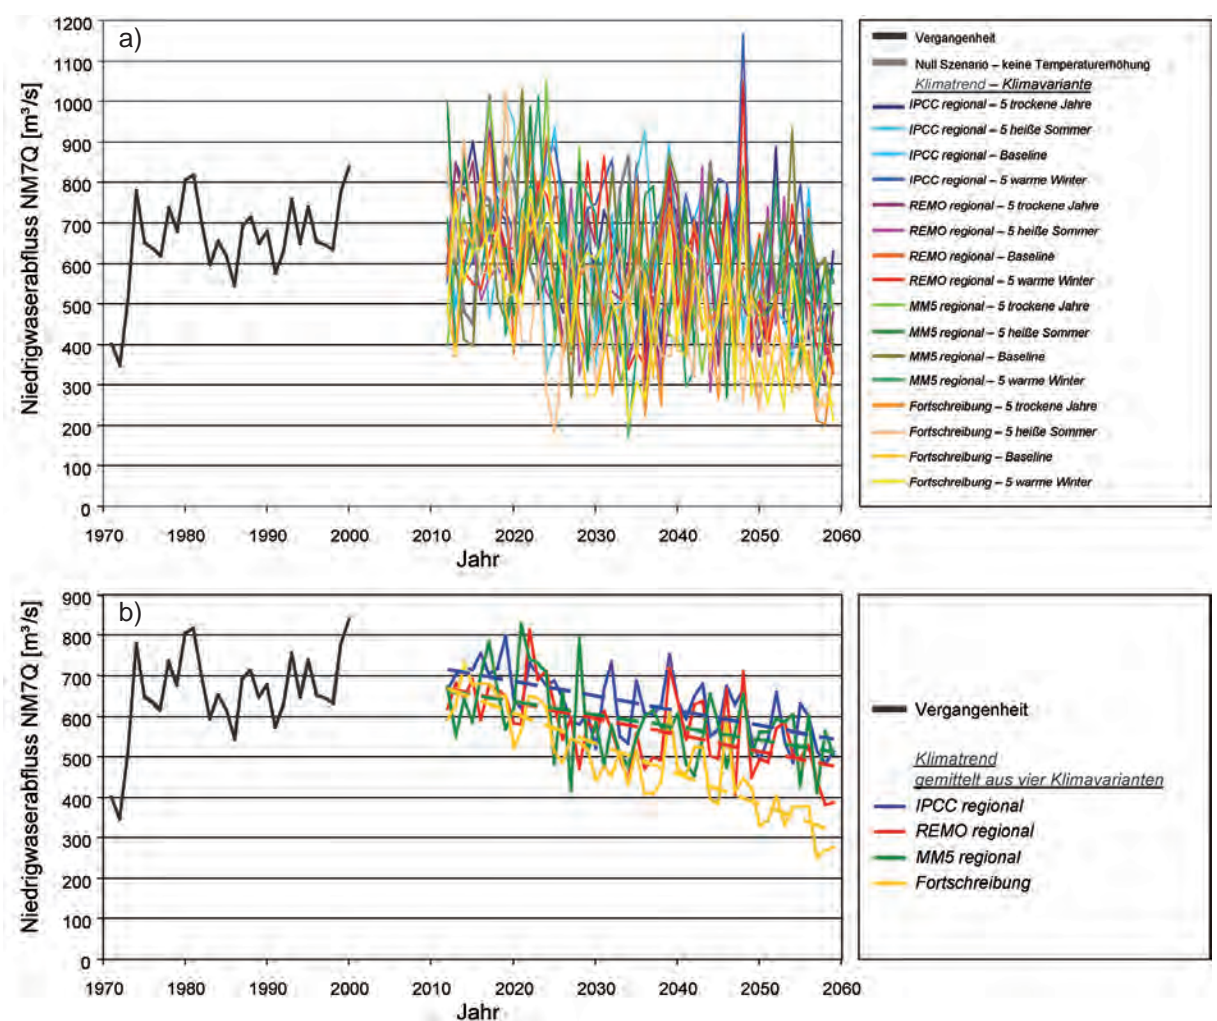 a)
Niedrigwaserabfluss NM7Q [m³/s]
1200
1100
1000
900
800
700
600
500
400
300
200
100
0
1970 1980 1990 2000 2010 2020 2030 2040 2050 2060
Jahr
Vergangenheit
Null Szenario – keine Temperaturerhöhung
Klimatrend – Klimavariante
IPCC regional – 5 trockene Jahre
IPCC regional – 5 heiße Sommer
IPCC regional – Baseline
IPCC regional – 5 warme Winter
REMO regional – 5 trockene Jahre
REMO regional – 5 heiße Sommer
REMO regional – Baseline
REMO regional – 5 warme Winter
MM5 regional – 5 trockene Jahre
MM5 regional – 5 heiße Sommer
MM5 regional – Baseline
MM5 regional – 5 warme Winter
Fortschreibung – 5 trockene Jahre
Fortschreibung – 5 heiße Sommer
Fortschreibung – Baseline
Fortschreibung – 5 warme Winter
b)
Niedrigwaserabfluss NM7Q [m³/s]
900
800
700
600
500
400
300
200
100
0
1970 1980 1990 2000 2010 2020 2030 2040 2050 2060
Jahr
Vergangenheit
Klimatrend
gemittelt aus vier Klimavarianten
IPCC regional
REMO regional
MM5 regional
Fortschreibung